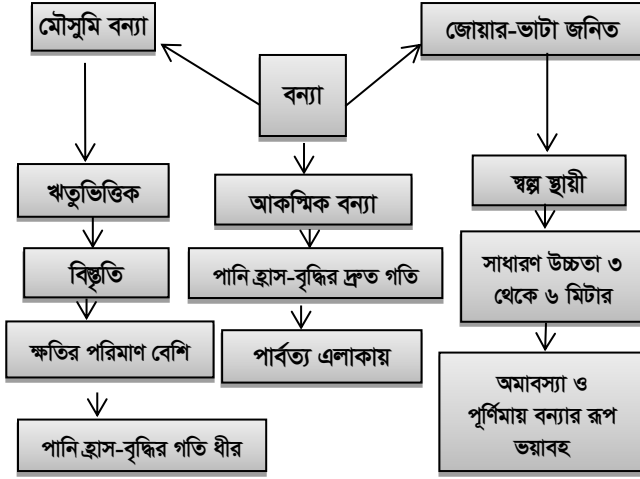 মৌসুমি বন্যা
জোয়ার-ভাটা জনিত
বন্যা
ঋতুভিত্তিক
আকস্মিক বন্যা
স্বল্প স্থায়ী
বিস্তৃতি
পানি হ্রাস-বৃদ্ধির দ্রুত গতি
সাধারণ উচ্চতা ৩
থেকে ৬ মিটার
ক্ষতির পরিমাণ বেশি
পার্বত্য এলাকায়
অমাবস্যা ও
পূর্ণিমায় বন্যার রূপ
ভয়াবহ
পানি হ্রাস-বৃদ্ধির গতি ধীর